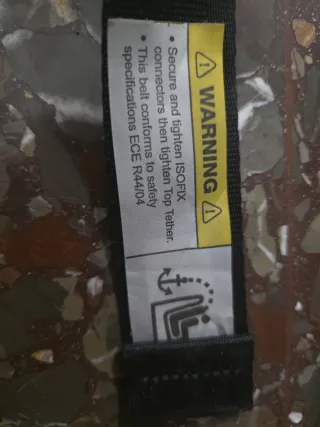 WARNING
• Secure and tighten ISOFIX
connectors then tighten Top Tether.
• This belt conforms to safety
specifications ECE R44/04